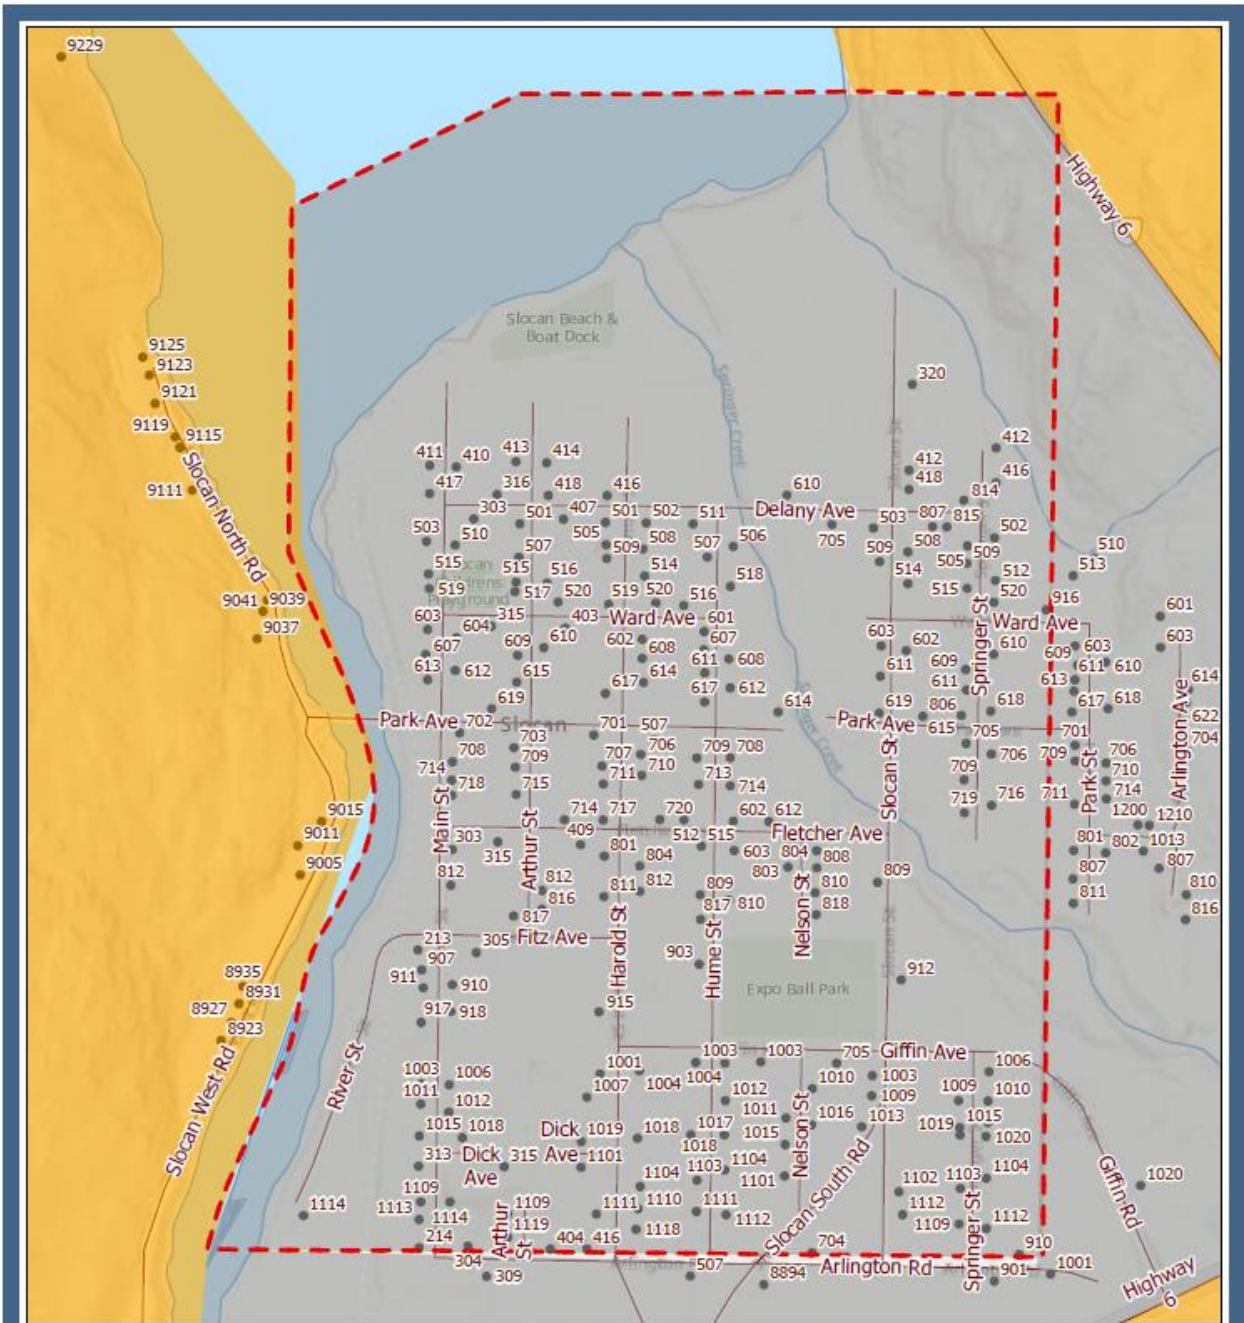 9229
Highway 6
Slocan Beach &
Boat Dock
9125
9123
9121
9119 9115
9111
Slocan North Rd
Springer Creek
320
Slocan St
411 410 413 414 412
412 416
417 316 418 416 610 418 814
303 501 407 501 502 511 Delany Ave 503 807 815
503 510 505 508 507 506 705 508 502
507 509 509 505 509 510
515 515 516 514 518 514 512 513
519 517 520 519 520 516 515 520 916
9041 9039
9037
603 604 315 403 Ward Ave 601 Ward Ave 601
607 609 610 602 607 603 602 610 609 603 603
613 612 615 608 611 608 611 609 611 613 611 610
614 617 612 611 614
619 617 614 619 806 618 617 618 622
Park Ave 702 Slocan 701 507 Park Ave 615 705 701 704
Springer St
Arlington Ave
708 703 707 706 709 708 706 709 706
714 709 711 710 713 709 710
718 715 714 719 716 711 714
Slocan St
Park St
9015
9011
9005
714 717 720 602 612 1200 1210
Main St
303 409 512 515 Fletcher Ave 801 802 1013
315 801 804 603 804 808 807 807
Arthur St
812 812 811 812 809 803 810 809 811 810
816 817 810 818 816
817
Nelson St
213 305 Fitz Ave
Harold St
Hume St
903
907
911 910 912
Expo Ball Park
917 918 915
8935
8931
8927
8923
Slocan West Rd
River St
1003 1003 705 Giffin Ave 1006
1003 1006 1001 1004 1004 1010 1003 1009 1010
1011 1012 1007 1012 1011 1016 1009
1015 1018 Dick
Ave 1019 1018 1017 1015 1013 1019 1015
313 Dick
Ave 315 1101 1018 1020
Nelson St
Slocan South Rd
1103 1104 1102 1103 1104 1020
1109 1109 1104 1101
Giffin Rd
1114 1113 1114 1119 1111 1110 1111 1112 1112 1109 1112
1118
Arthur
St
Springer St
214 404 416 704 910
304 309 507 8894 Arlington Rd 901 1001
Highway
6